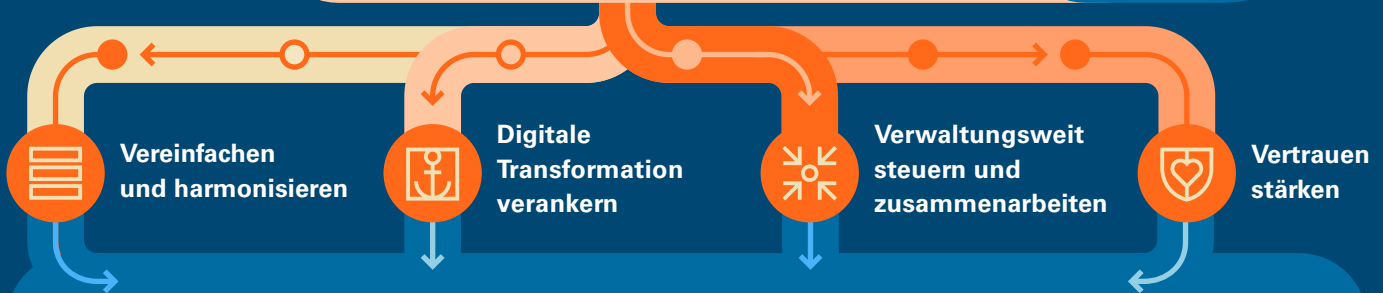 Vereinfachen
und harmonisieren
Digitale
Transformation
verankern
Verwaltungsweit
steuern und
zusammenarbeiten
Vertrauen
stärken